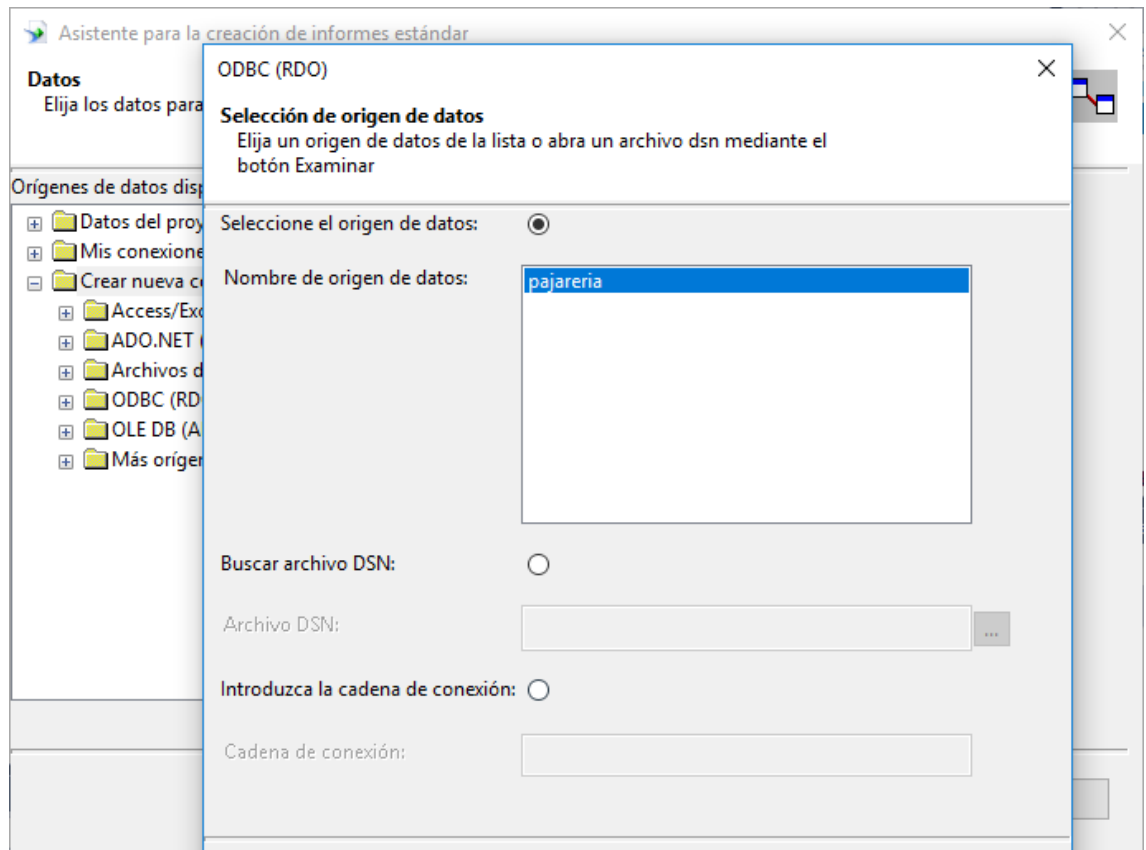 Asistente para la creación de informes estándar
Datos
Elija los datos para
Orígenes de datos disp
Datos del proy
Mis conexione
Crear nueva c
Access/Exc
ADO.NET (
Archivos d
ODBC (RD
OLE DB (A
Más oríger
ODBC (RDO)
Selección de origen de datos
Elija un origen de datos de la lista o abra un archivo dsn mediante el
botón Examinar
Seleccione el origen de datos:
Nombre de origen de datos:
pajareria
Buscar archivo DSN:
Archivo DSN:
...
Introduzca la cadena de conexión:
Cadena de conexión: